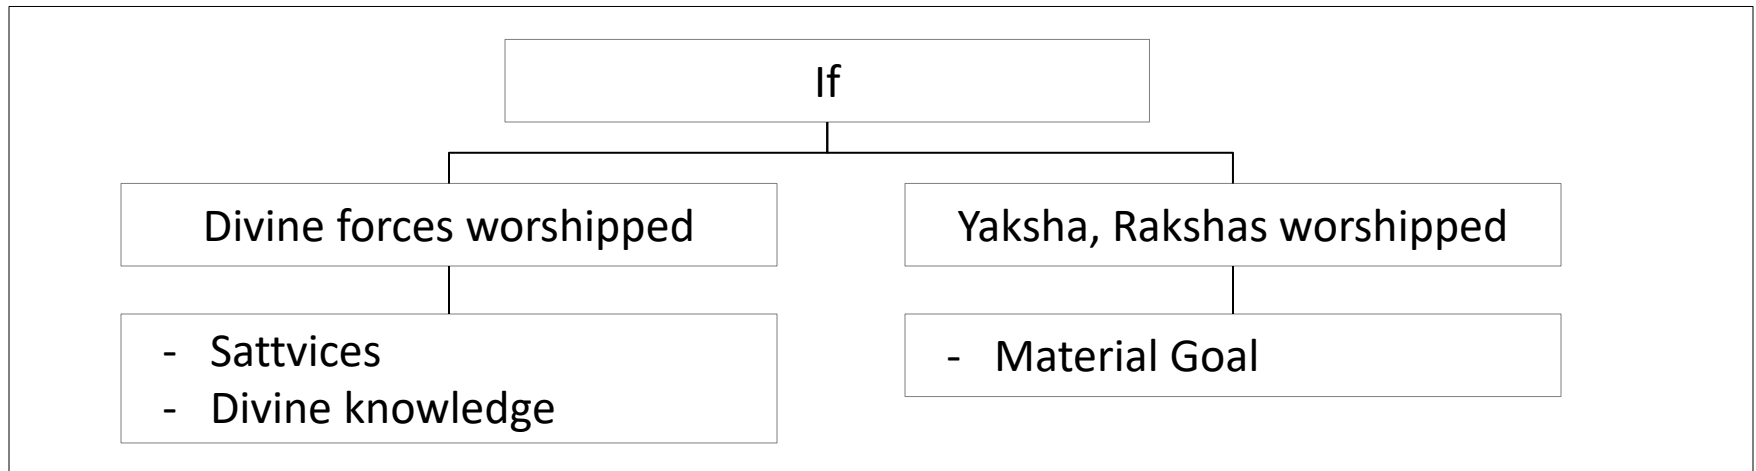 If
Divine forces worshipped
Yaksha, Rakshas worshipped
- Sattvices
- Divine knowledge
- Material Goal